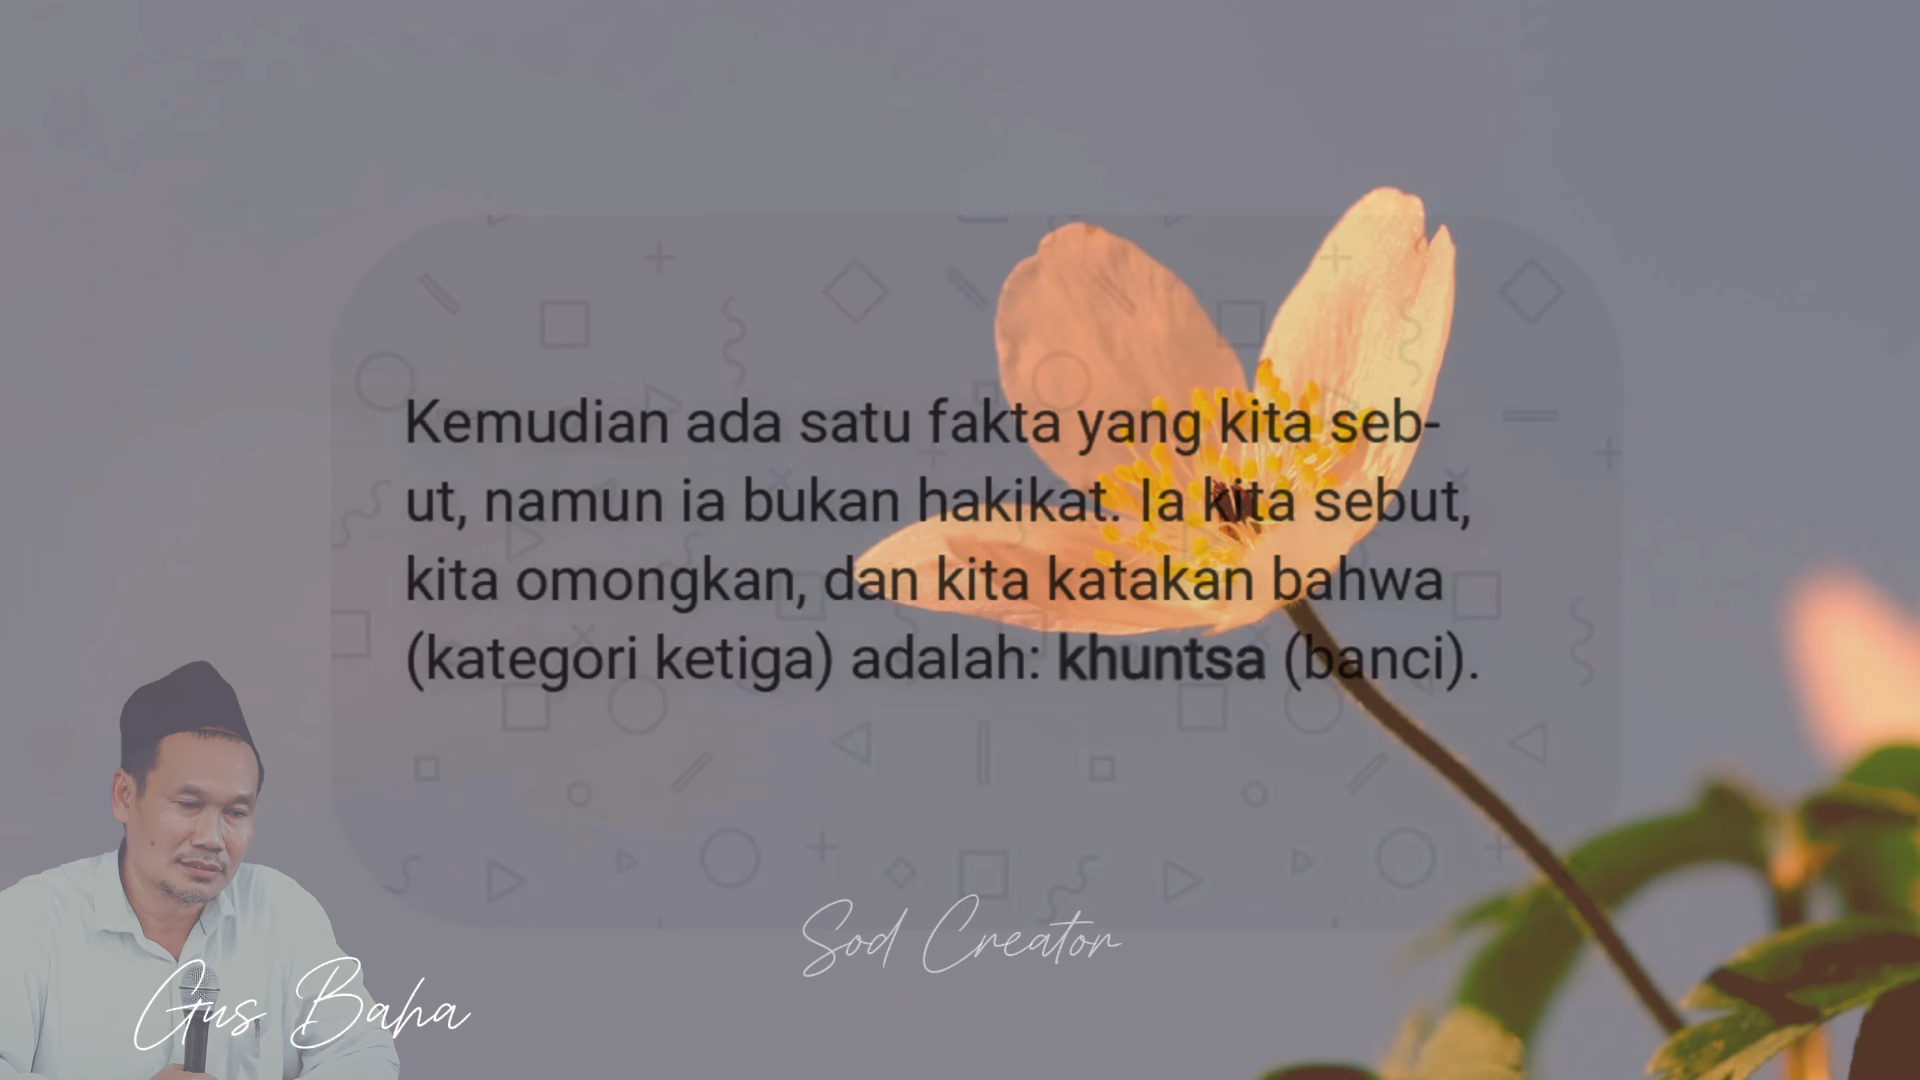 Kemudian ada satu fakta yang kita seb-
ut, namun ia bukan hakikat. Ia kita sebut,
kita omongkan, dan kita katakan bahwa
(kategori ketiga) adalah: khuntsa (banci).
Sod Creator
Gus Baha